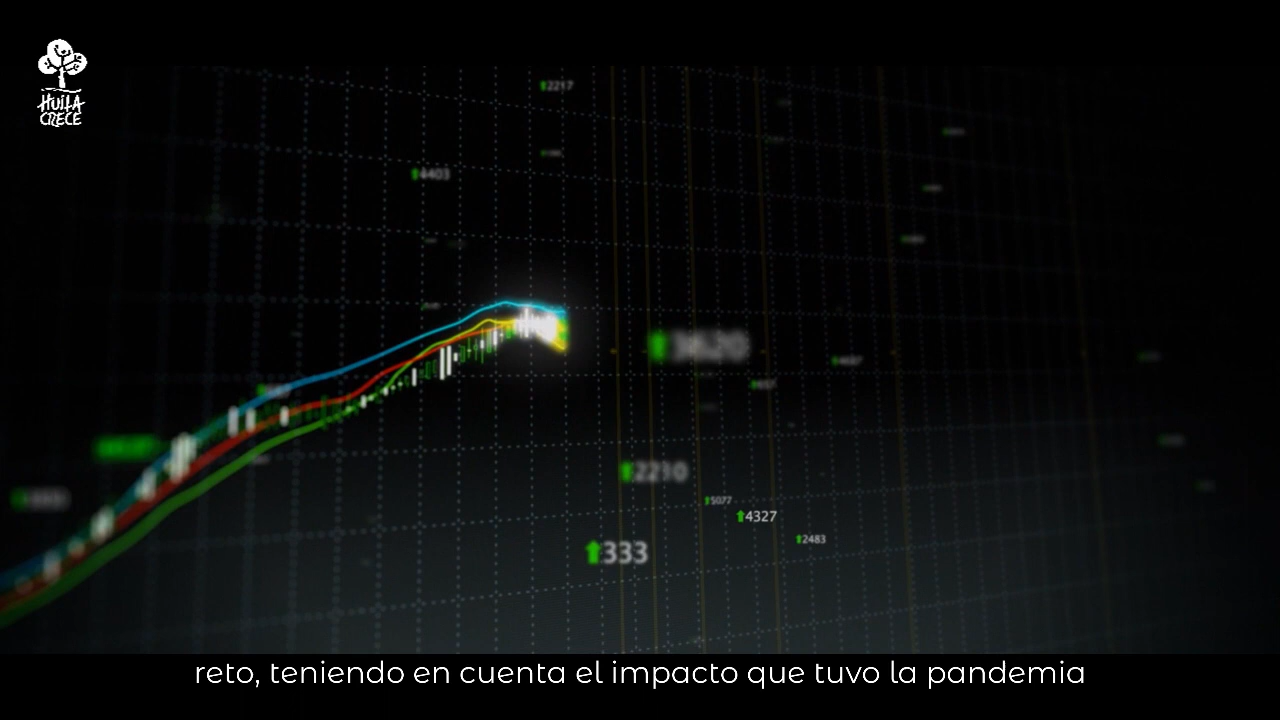 HUILA
CRECE
2217
4403
3620
2210
5077
4327
2483
333
reto, teniendo en cuenta el impacto que tuvo la pandemia